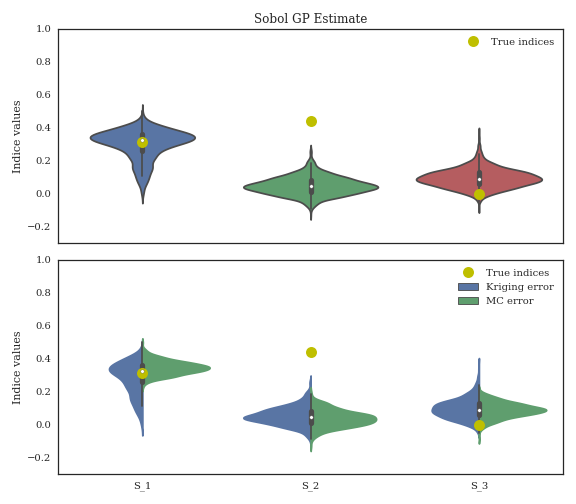 Sobol GP Estimate
1.0
0.8
0.6
0.4
0.2
0.0
−0.2
Indice values
True indices
1.0
0.8
0.6
0.4
0.2
0.0
−0.2
Indice values
True indices
Kriging error
MC error
S_1 S_2 S_3